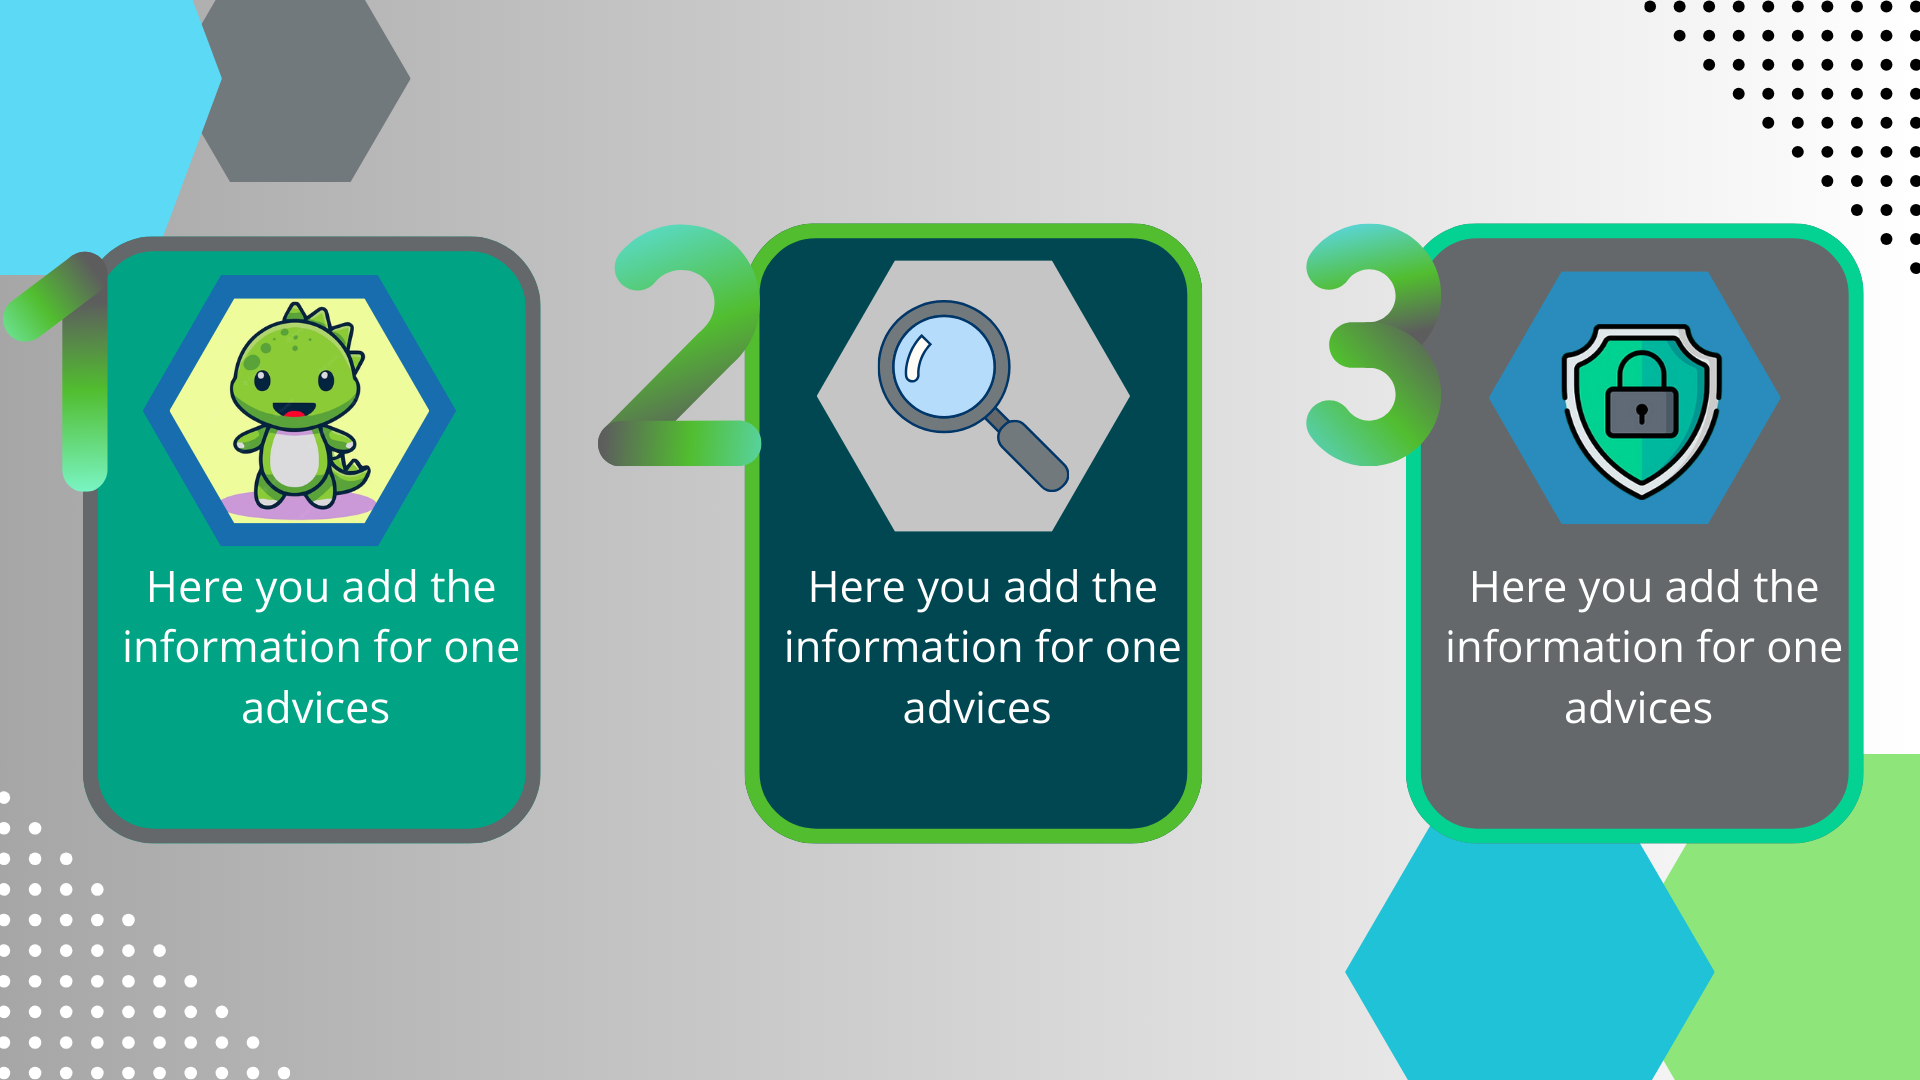 1
Here you add the
information for one
advices
2
Here you add the
information for one
advices
3
Here you add the
information for one
advices